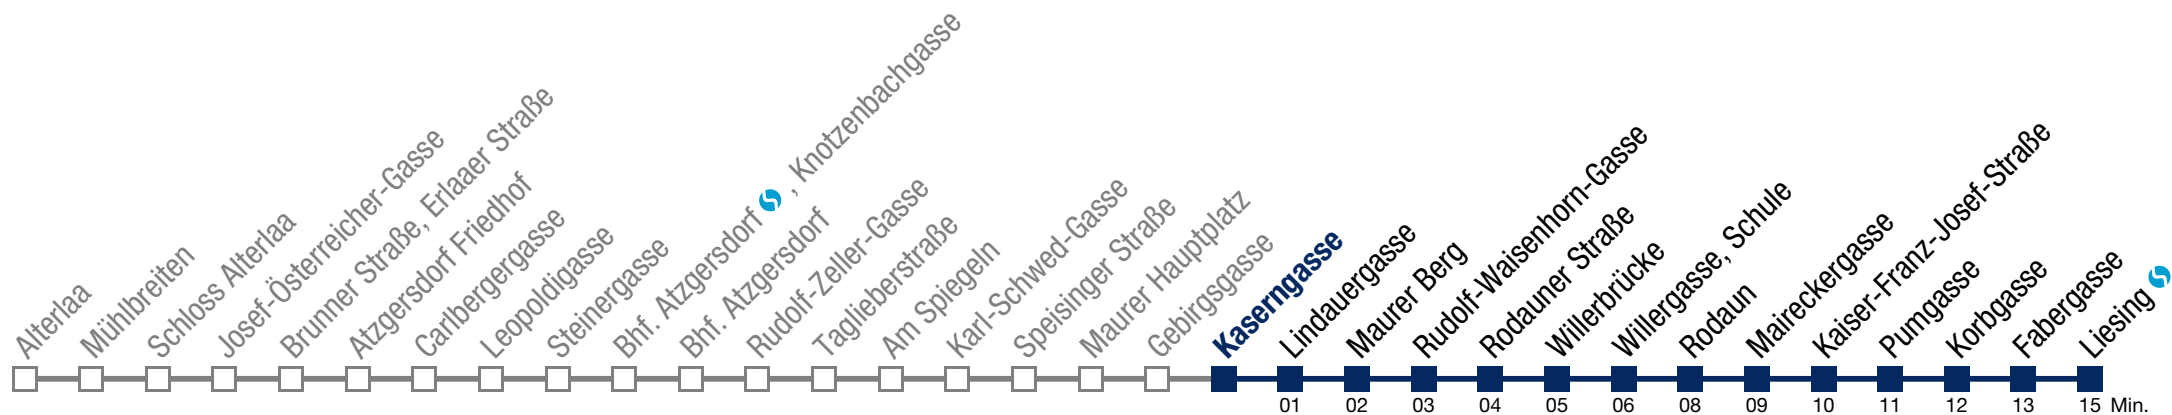 Alterlaa
Mühlbreiten
Schloss Alterlaa
Josef-Österreicher-Gasse
Brunner Straße, Erlaaer Straße
Atzgersdorf Friedhof
Carlbergergasse
Leopoldigasse
Steinergasse
Bhf. Atzgersdorf , Knotzenbachgasse
Bhf. Atzgersdorf
Rudolf-Zeller-Gasse
Taglieberstraße
Am Spiegeln
Karl-Schwed-Gasse
Speisinger Straße
Maurer Hauptplatz
Gebirgsgasse
Kaserngasse
Lindauergasse
Maurer Berg
Rudolf-Waisenhorn-Gasse
Rodauner Straße
Willerbrücke
Willergasse, Schule
Rodaun
Maireckergasse
Kaiser-Franz-Josef-Straße
Pumgasse
Korbgasse
Fabergasse
Liesing
01 02 03 04 05 06 08 09 10 11 12 13 15 Min.